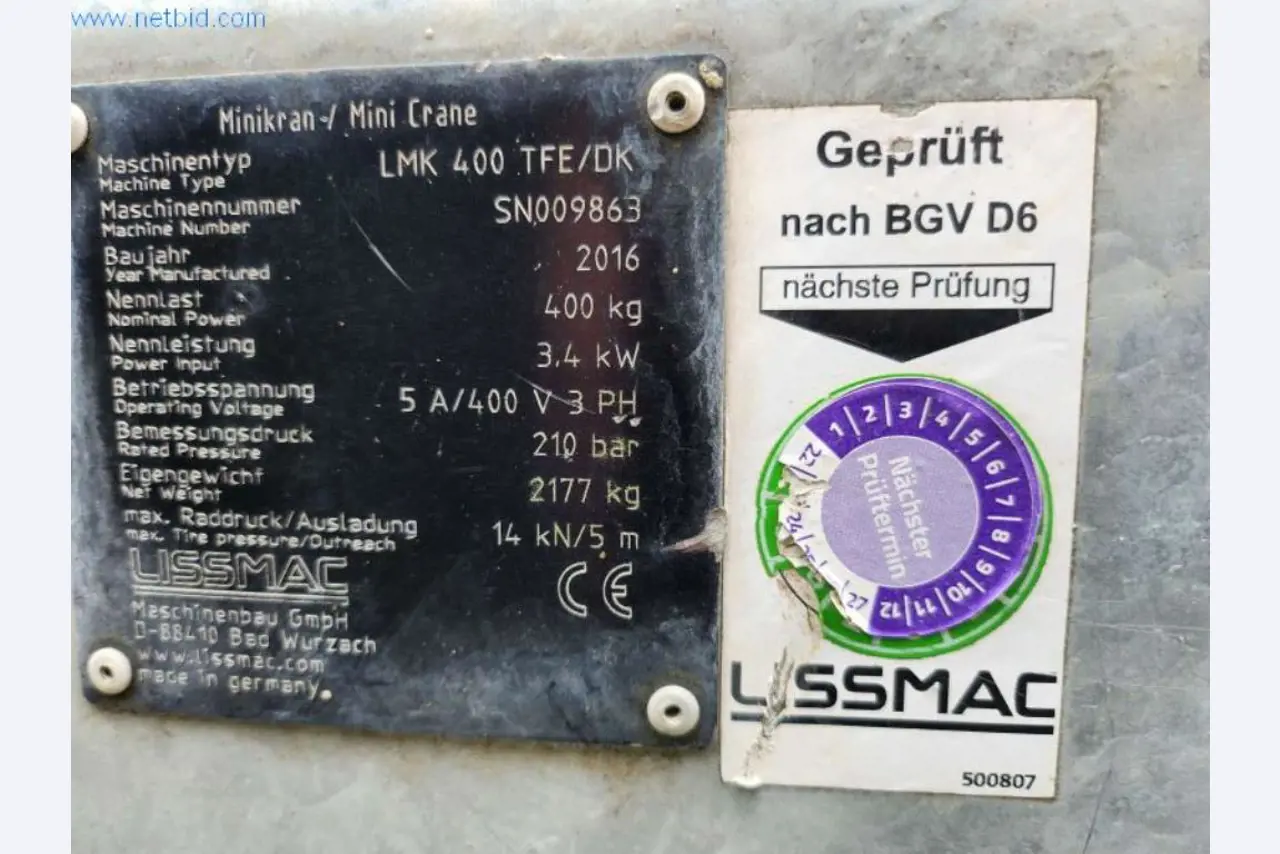 www.netbid.com
Minikran-/ Mini Crane
Maschinentyp LMK 400 TFE/DK
Machine Type
Maschinennummer SN009863
Machine Number
Baujahr 2016
Year Manufactured
Nennlast 400 kg
Nominal Power
Nennleistung 3.4 kW
Power Input
Betriebsspannung 5 A/400 V 3 PH
Operating Voltage
Bemessungsdruck 210 bar
Rated Pressure
Eigengewicht 2177 kg
Net Weight
max. Raddruck/Ausladung 14 kN/5 m
max. Tire pressure/Outreach
LISSMAC CE
Maschinenbau GmbH
D-88410 Bad Wurzach
www.lissmac.com
made in germany.
Geprüft
nach BGV D6
nächste Prüfung
1/2/3/4/5/6/7/8/9/10/11/12
22/
24/
27
Nächster
Prüftermin
LISSMAC
500807